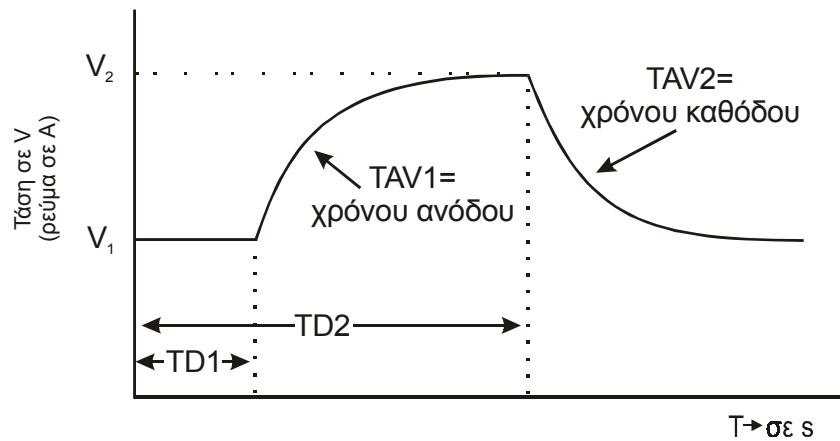 V₂
Τάση σε V
(ρεύμα σε Α)
V₁
TAV1=
χρόνου ανόδου
TAV2=
χρόνου καθόδου
TD2
TD1
T→σε s